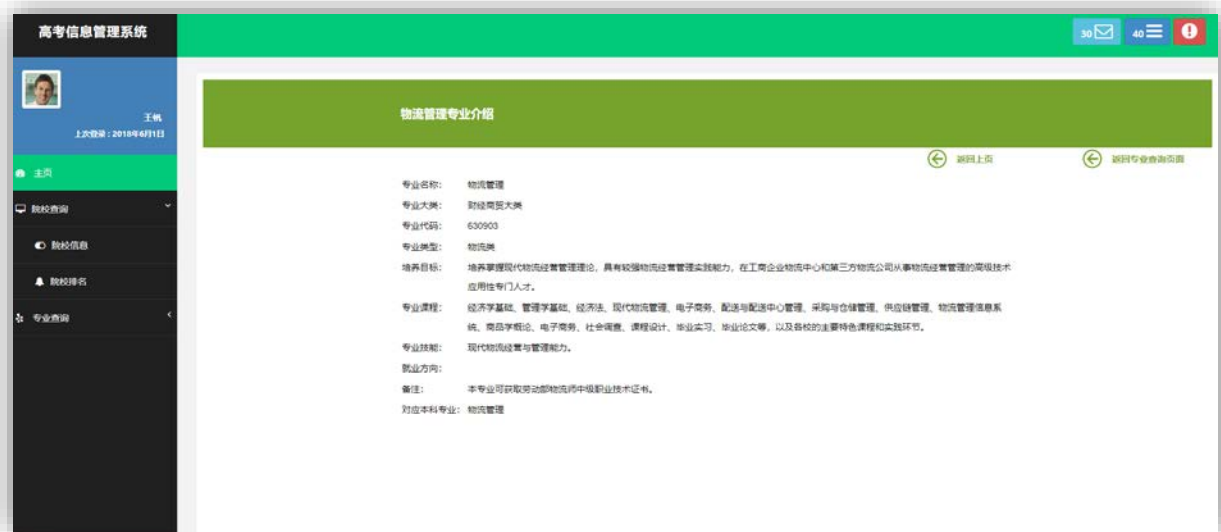 高考信息管理系统
30
40
王帆
上次登录：2018年6月1日
主页
院校查询
院校信息
院校排名
专业查询
物流管理专业介绍
返回上页
返回专业查询页面
专业名称： 物流管理
专业大类： 财经商贸大类
专业代码： 630903
专业类型： 物流类
培养目标： 培养掌握现代物流经营管理理论，具有较强物流经营管理实践能力，在工商企业物流中心和第三方物流公司从事物流经营管理的高级技术
应用性专门人才。
专业课程： 经济学基础、管理学基础、经济法、现代物流管理、电子商务、配送与配送中心管理、采购与仓储管理、供应链管理、物流管理信息系
统、商品学概论、电子商务、社会调查、课程设计、毕业实习、毕业论文等，以及各校的主要特色课程和实践环节。
专业技能： 现代物流经营与管理能力。
就业方向：
备注： 本专业可获取劳动部物流师中级职业技术证书。
对应本科专业： 物流管理